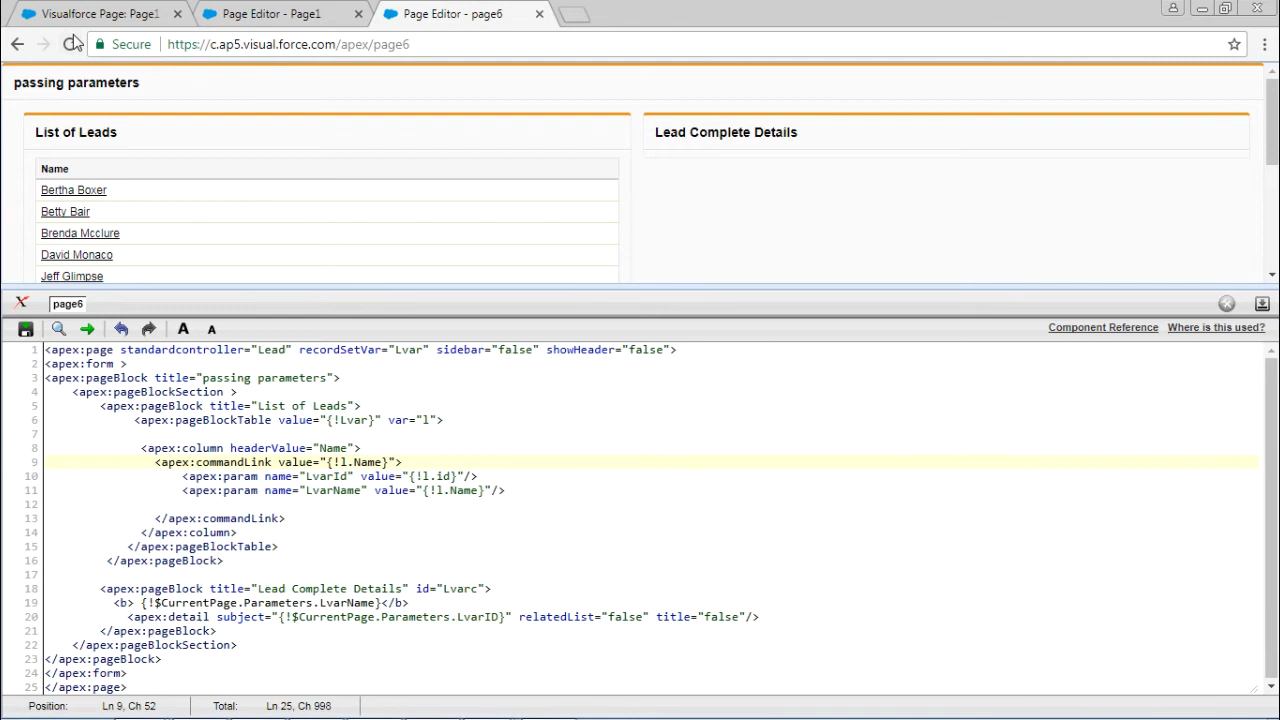 Visualforce Page: Page1
Page Editor - Page1
Page Editor - page6
Secure
https://c.ap5.visual.force.com/apex/page6
passing parameters
List of Leads
Lead Complete Details
Name
Bertha Boxer
Betty Bair
Brenda Mcclure
David Monaco
Jeff Glimpse
page6
A A
Component Reference
Where is this used?
1 <apex:page standardcontroller="Lead" recordSetVar="Lvar" sidebar="false" showHeader="false">
2 <apex:form >
3 <apex:pageBlock title="passing parameters">
4 <apex:pageBlockSection >
5 <apex:pageBlock title="List of Leads">
6 <apex:pageBlockTable value="{!Lvar}" var="l">
7
8 <apex:column headerValue="Name">
9 <apex:commandLink value="{!l.Name}">
10 <apex:param name="LvarId" value="{!l.id}"/>
11 <apex:param name="LvarName" value="{!l.Name}"/>
12
13 </apex:commandLink>
14 </apex:column>
15 </apex:pageBlockTable>
16 </apex:pageBlock>
17
18 <apex:pageBlock title="Lead Complete Details" id="Lvarc">
19 <b> {!$CurrentPage.Parameters.LvarName}</b>
20 <apex:detail subject="{!$CurrentPage.Parameters.LvarID}" relatedList="false" title="false"/>
21 </apex:pageBlock>
22 </apex:pageBlockSection>
23 </apex:pageBlock>
24 </apex:form>
25 </apex:page>
Position: Ln 9, Ch 52 Total: Ln 25, Ch 998